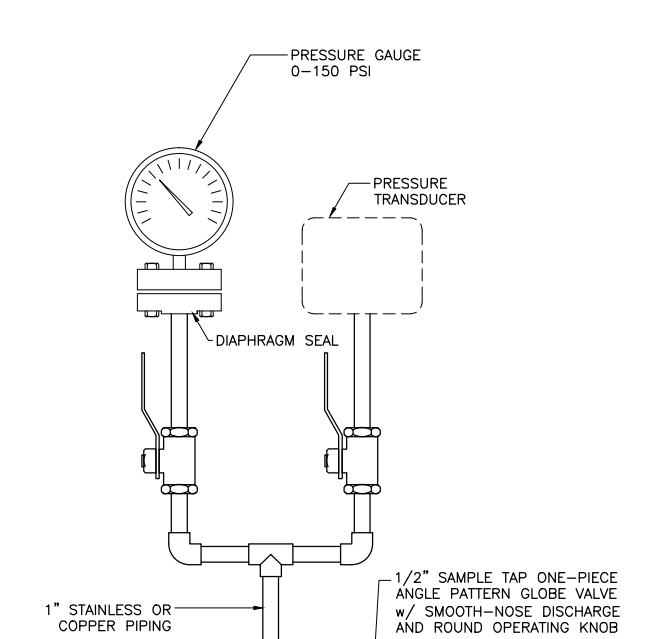 PRESSURE GAUGE
0-150 PSI
PRESSURE
TRANSDUCER
DIAPHRAGM SEAL
1/2" SAMPLE TAP ONE-PIECE
ANGLE PATTERN GLOBE VALVE
w/ SMOOTH-NOSE DISCHARGE
AND ROUND OPERATING KNOB
1" STAINLESS OR
COPPER PIPING